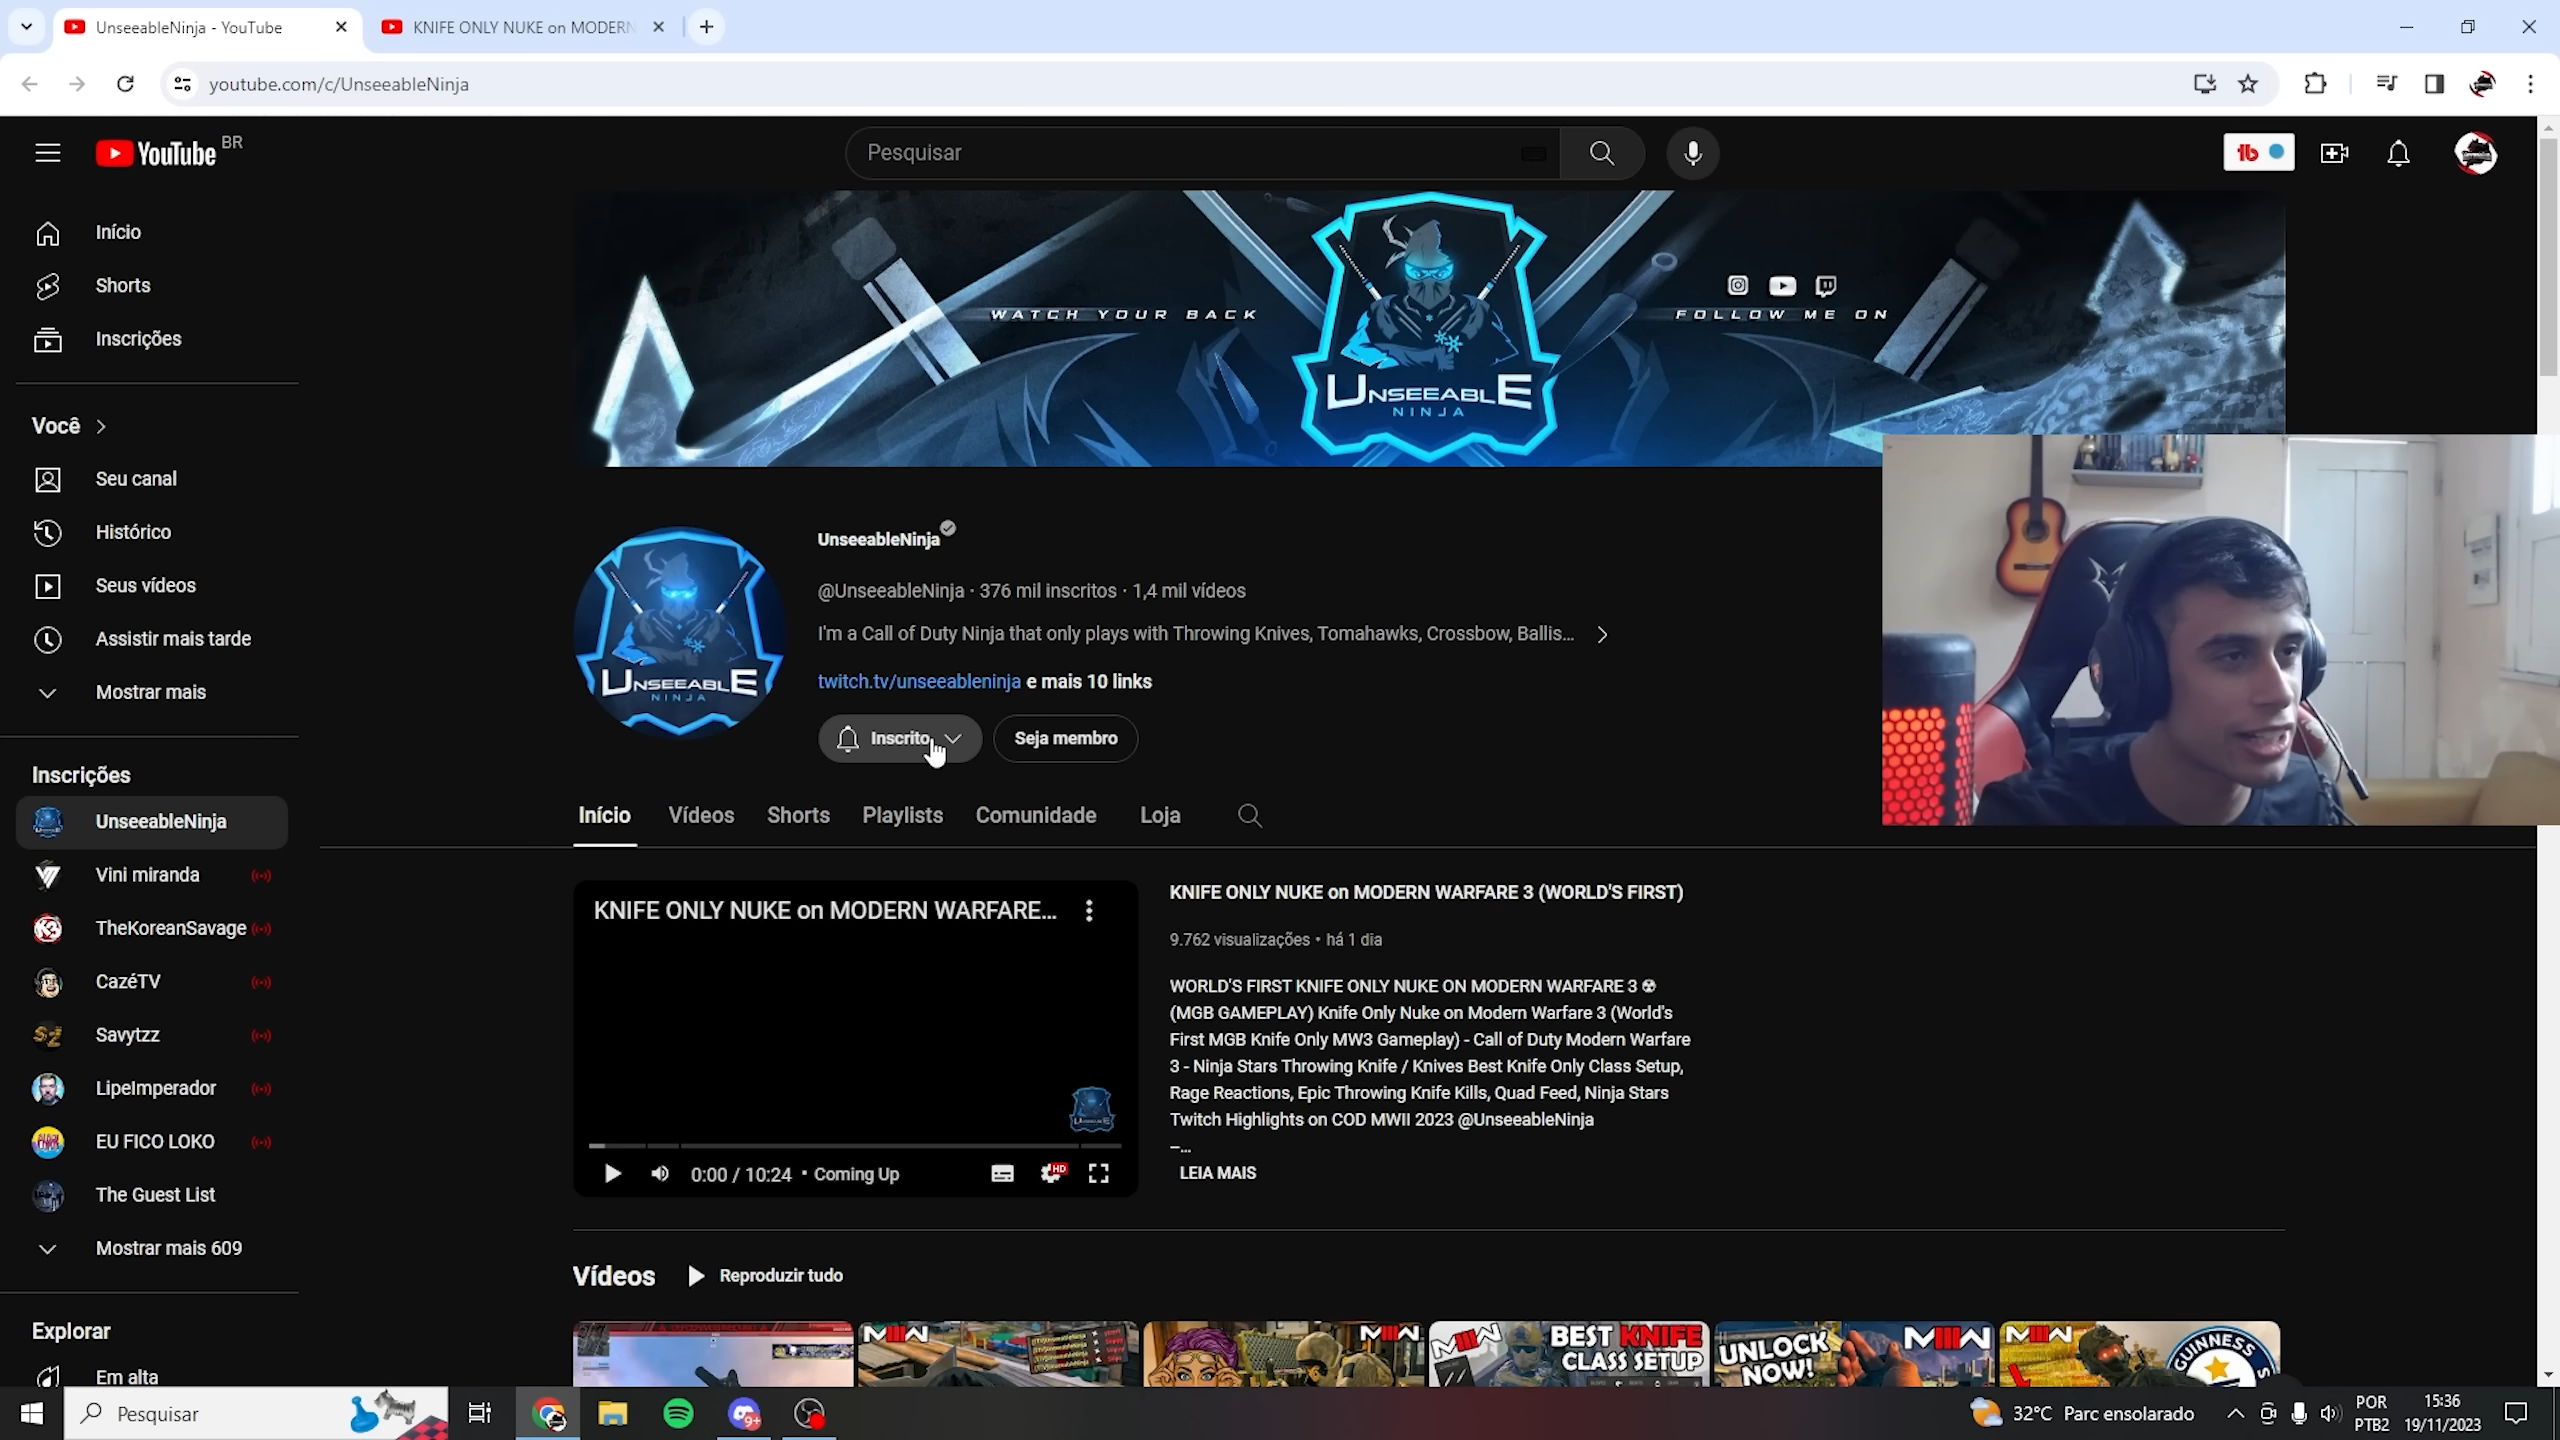 UnseeableNinja - YouTube
KNIFE ONLY NUKE on MODERN
youtube.com/c/UnseeableNinja
YouTube BR
Pesquisar
Início
Shorts
Inscrições
Você
Seu canal
Histórico
Seus vídeos
Assistir mais tarde
Mostrar mais
Inscrições
UnseeableNinja
Vini miranda
TheKoreanSavage
CazéTV
Savytzz
LipeImperador
EU FICO LOKO
The Guest List
Mostrar mais 609
Explorar
Em alta
WATCH YOUR BACK
UNSEEABLE
NINJA
FOLLOW ME ON
UNSEEABLE
NINJA
UnseeableNinja
@UnseeableNinja · 376 mil inscritos · 1,4 mil vídeos
I'm a Call of Duty Ninja that only plays with Throwing Knives, Tomahawks, Crossbow, Ballis...
twitch.tv/unseeableninja e mais 10 links
Inscrito
Seja membro
Início Vídeos Shorts Playlists Comunidade Loja
KNIFE ONLY NUKE on MODERN WARFARE...
0:00 / 10:24 • Coming Up
HD
KNIFE ONLY NUKE on MODERN WARFARE 3 (WORLD'S FIRST)
9.762 visualizações • há 1 dia
WORLD'S FIRST KNIFE ONLY NUKE ON MODERN WARFARE 3 ☢
(MGB GAMEPLAY) Knife Only Nuke on Modern Warfare 3 (World's
First MGB Knife Only MW3 Gameplay) - Call of Duty Modern Warfare
3 - Ninja Stars Throwing Knife / Knives Best Knife Only Class Setup,
Rage Reactions, Epic Throwing Knife Kills, Quad Feed, Ninja Stars
Twitch Highlights on COD MWII 2023 @UnseeableNinja
–...
LEIA MAIS
Vídeos
Reproduzir tudo
BEST KNIFE
CLASS SETUP
UNLOCK
NOW!
GUINNESS
Pesquisar
9+
32°C Parc ensolarado
POR
PTB2
15:36
19/11/2023